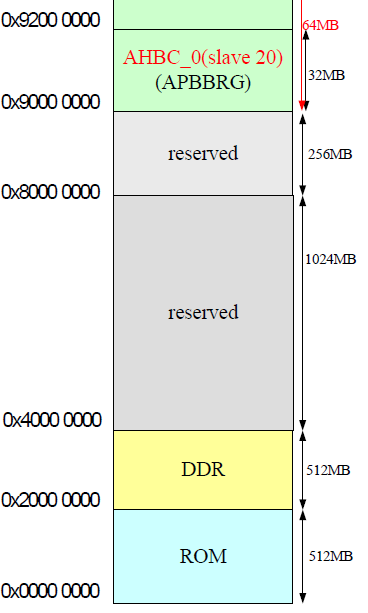 0x9200 0000
64MB
AHBC_0(slave 20)
(APBBRG)
32MB
0x9000 0000
reserved
256MB
0x8000 0000
1024MB
reserved
0x4000 0000
DDR
512MB
0x2000 0000
ROM
512MB
0x0000 0000